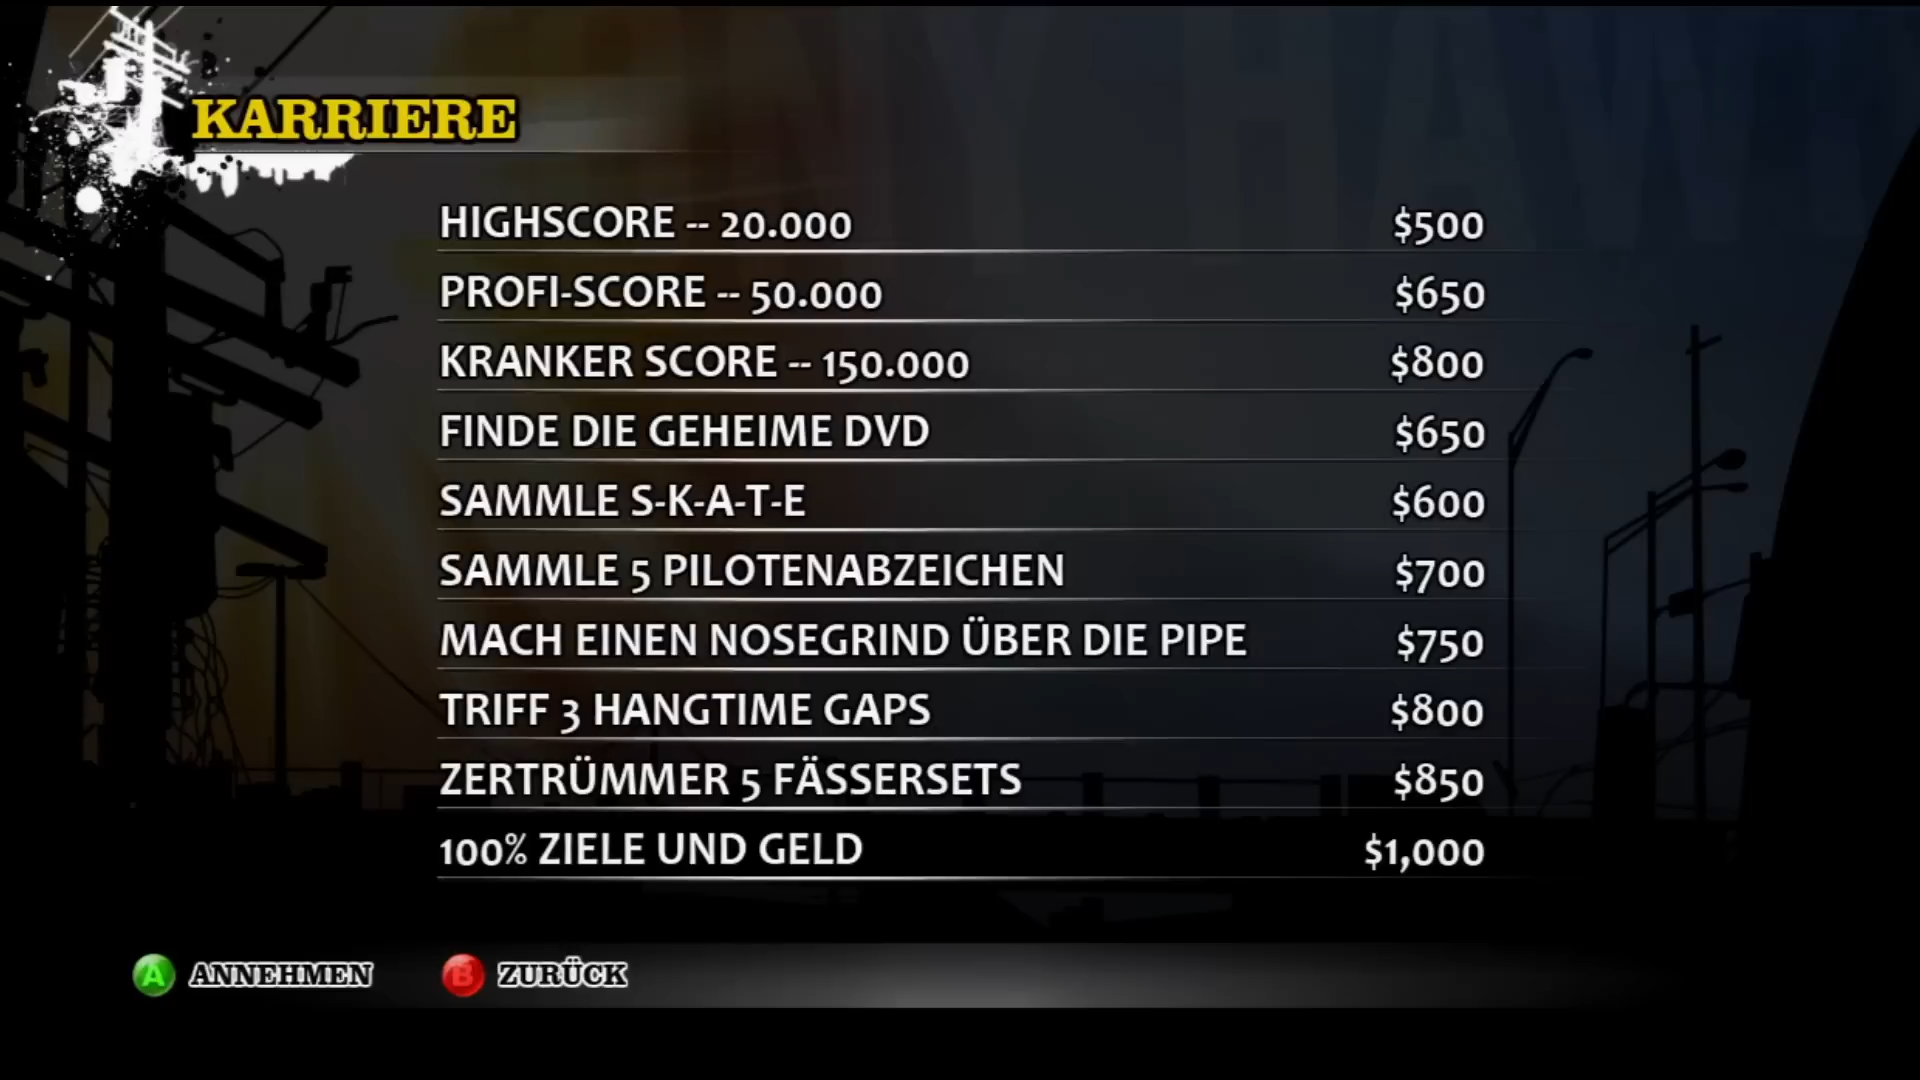 KARRIERE
HIGHSCORE -- 20.000 $500
PROFI-SCORE -- 50.000 $650
KRANKER SCORE -- 150.000 $800
FINDE DIE GEHEIME DVD $650
SAMMLE S-K-A-T-E $600
SAMMLE 5 PILOTENABZEICHEN $700
MACH EINEN NOSEGRIND ÜBER DIE PIPE $750
TRIFF 3 HANGTIME GAPS $800
ZERTRÜMMER 5 FÄSSERSETS $850
100% ZIELE UND GELD $1,000
A ANNEHMEN B ZURÜCK